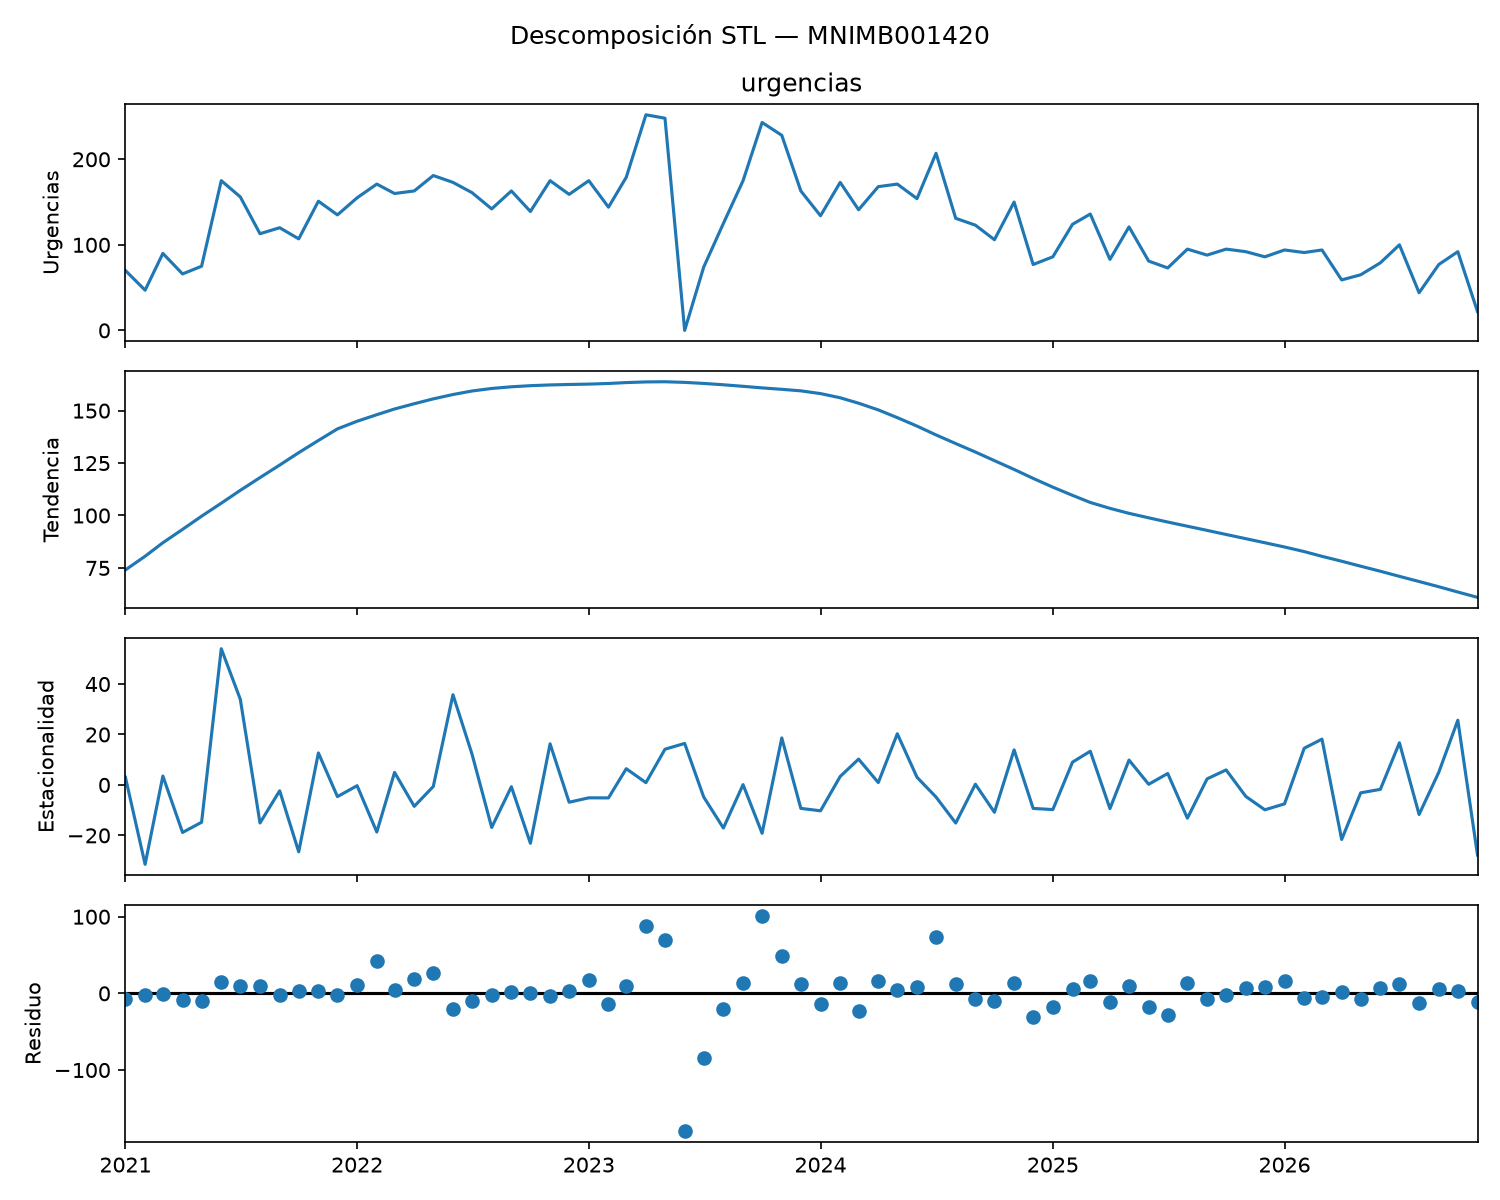 Descomposición STL — MNIMB001420
urgencias
Urgencias
200
100
0
Tendencia
150
125
100
75
Estacionalidad
40
20
0
−20
Residuo
100
0
−100
2021 2022 2023 2024 2025 2026